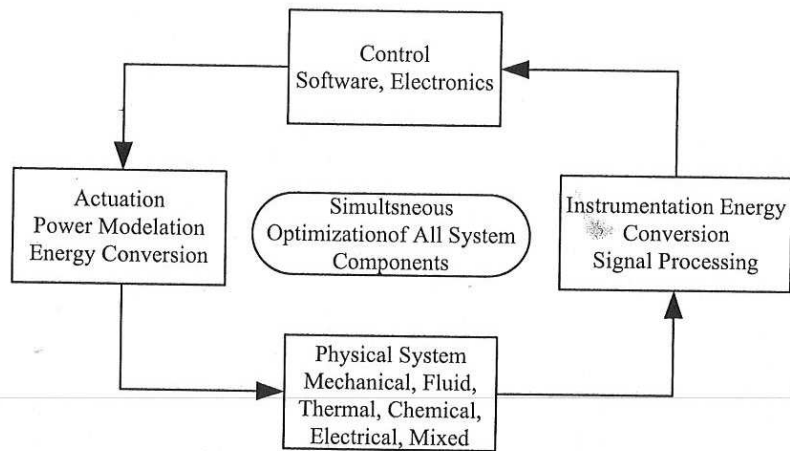 Control
Software, Electronics
Actuation
Power Modelation
Energy Conversion
Simultsneous
Optimizationof All System
Components
Instrumentation Energy
Conversion
Signal Processing
Physical System
Mechanical, Fluid,
Thermal, Chemical,
Electrical, Mixed